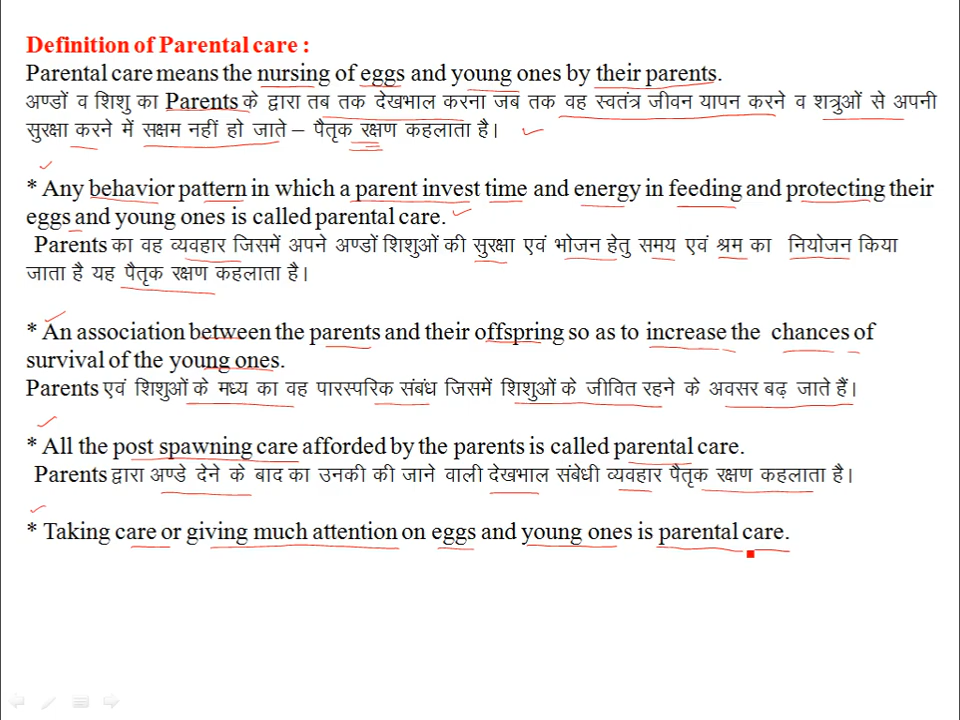 Definition of Parental care :
Parental care means the nursing of eggs and young ones by their parents.
अण्डों व शिशु का Parents के द्वारा तब तक देखभाल करना जब तक वह स्वतंत्र जीवन यापन करने व शत्रुओं से अपनी
सुरक्षा करने में सक्षम नहीं हो जाते – पैतृक रक्षण कहलाता है।
* Any behavior pattern in which a parent invest time and energy in feeding and protecting their
eggs and young ones is called parental care.
Parents का वह व्यवहार जिसमें अपने अण्डों शिशुओं की सुरक्षा एवं भोजन हेतु समय एवं श्रम का नियोजन किया
जाता है यह पैतृक रक्षण कहलाता है।
* An association between the parents and their offspring so as to increase the chances of
survival of the young ones.
Parents एवं शिशुओं के मध्य का वह पारस्परिक संबंध जिसमें शिशुओं के जीवित रहने के अवसर बढ़ जाते हैं।
* All the post spawning care afforded by the parents is called parental care.
Parents द्वारा अण्डे देने के बाद का उनकी की जाने वाली देखभाल संबेधी व्यवहार पैतृक रक्षण कहलाता है।
* Taking care or giving much attention on eggs and young ones is parental care.